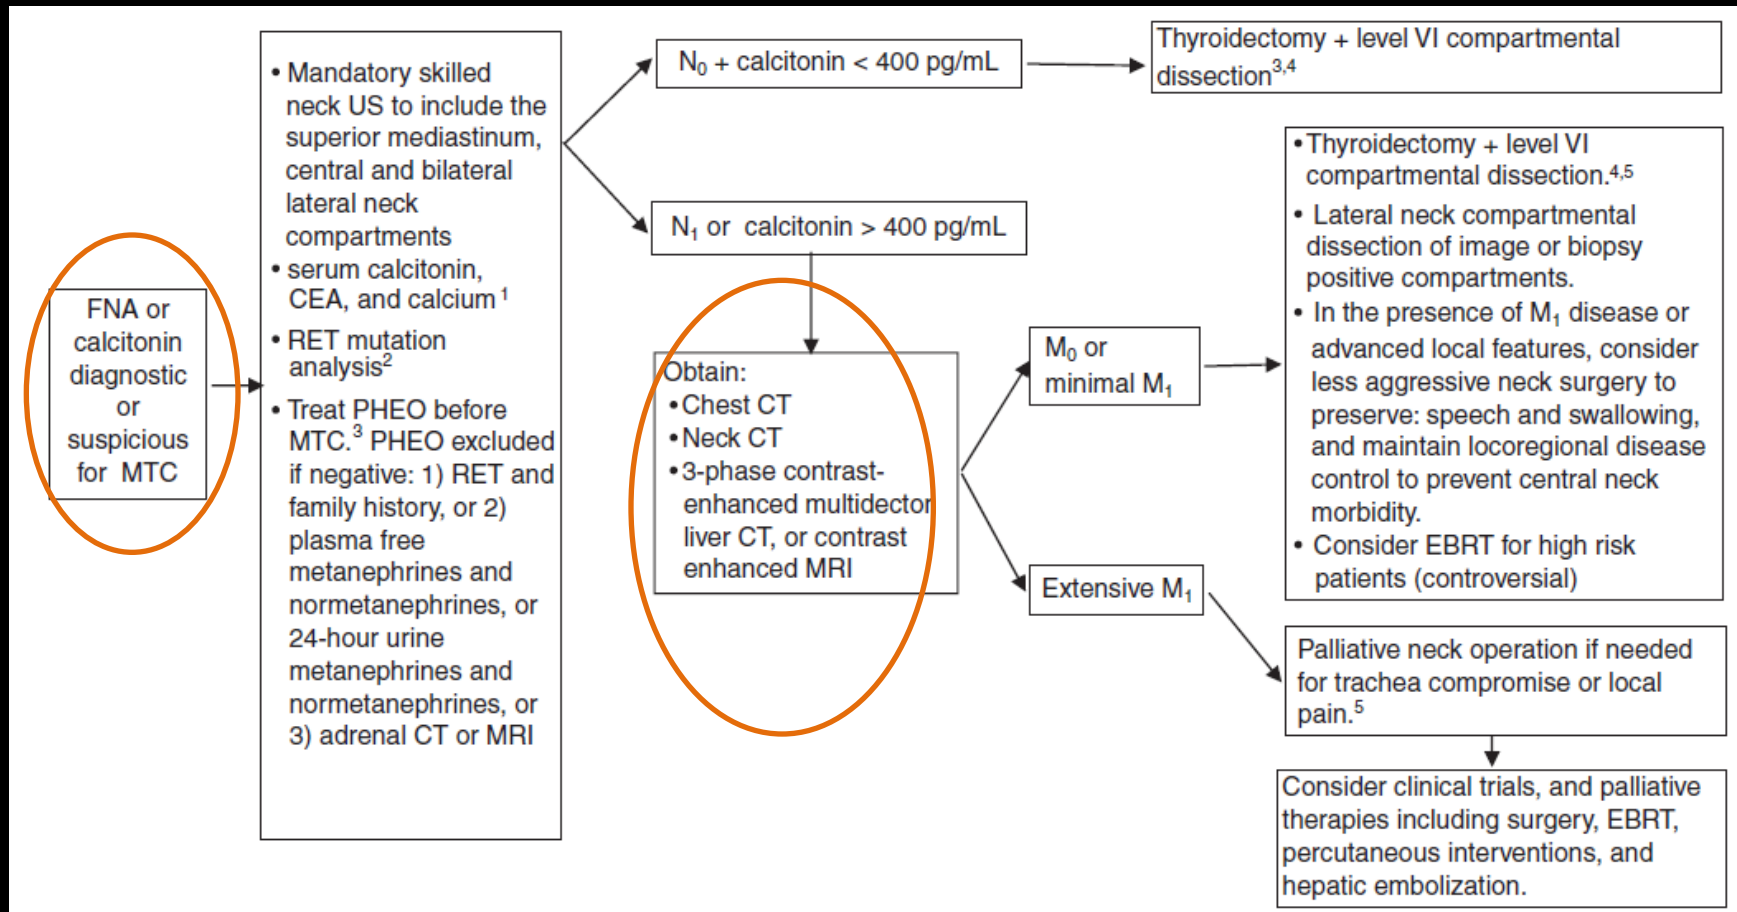 FNA or
calcitonin
diagnostic
or
suspicious
for MTC
• Mandatory skilled
neck US to include the
superior mediastinum,
central and bilateral
lateral neck
compartments
• serum calcitonin,
CEA, and calcium ¹
• RET mutation
analysis²
• Treat PHEO before
MTC.³ PHEO excluded
if negative: 1) RET and
family history, or 2)
plasma free
metanephrines and
normetanephrines, or
24-hour urine
metanephrines and
normetanephrines, or
3) adrenal CT or MRI
N₀ + calcitonin < 400 pg/mL
Thyroidectomy + level VI compartmental
dissection³,⁴
N₁ or calcitonin > 400 pg/mL
Obtain:
• Chest CT
• Neck CT
• 3-phase contrast-
enhanced multidector
liver CT, or contrast
enhanced MRI
M₀ or
minimal M₁
• Thyroidectomy + level VI
compartmental dissection.⁴,⁵
• Lateral neck compartmental
dissection of image or biopsy
positive compartments.
• In the presence of M₁ disease or
advanced local features, consider
less aggressive neck surgery to
preserve: speech and swallowing,
and maintain locoregional disease
control to prevent central neck
morbidity.
• Consider EBRT for high risk
patients (controversial)
Extensive M₁
Palliative neck operation if needed
for trachea compromise or local
pain.⁵
Consider clinical trials, and palliative
therapies including surgery, EBRT,
percutaneous interventions, and
hepatic embolization.